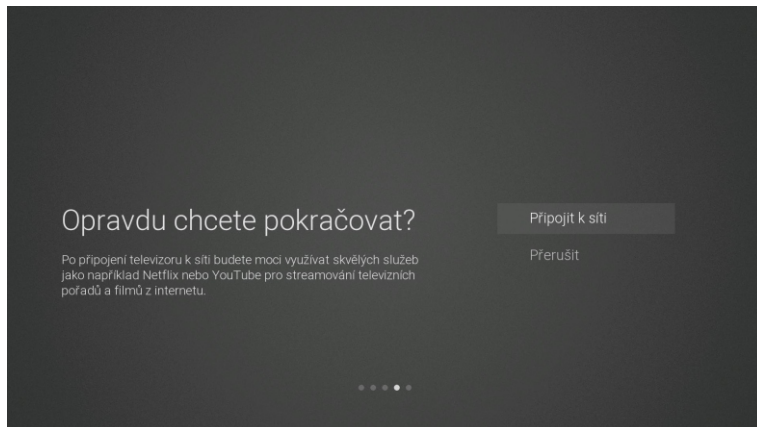 Opravdu chcete pokračovat?
Po připojení televizoru k síti budete moci využívat skvělých služeb
jako například Netflix nebo YouTube pro streamování televizních
pořadů a filmů z internetu.
Připojit k síti
Přerušit